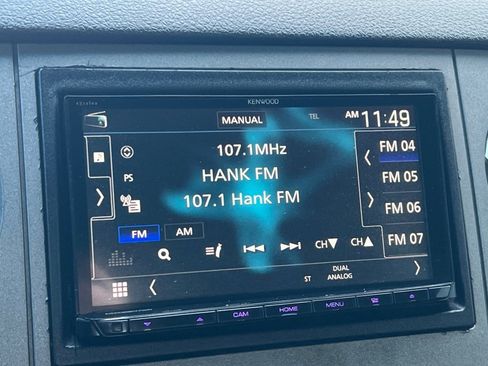 KENWOOD
MANUAL
TEL
AM 11:49
107.1MHz
FM 04
HANK FM
PS
FM 05
107.1 Hank FM
FM 06
FM
AM
CH▼
CH▲
FM 07
ST
DUAL
ANALOG
CAM
HOME
MENU